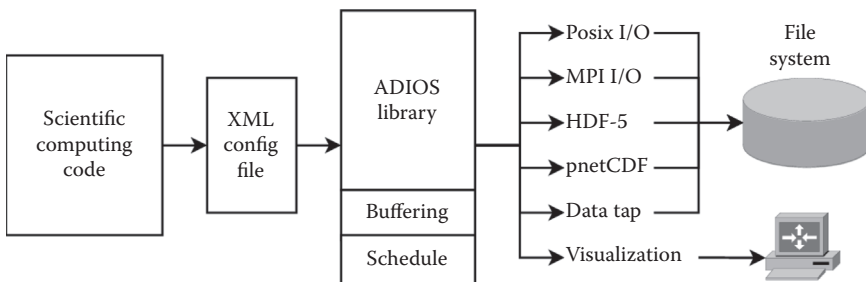 Scientific
computing
code
XML
config
file
ADIOS
library
Buffering
Schedule
Posix I/O
MPI I/O
HDF-5
pnetCDF
Data tap
Visualization
File
system